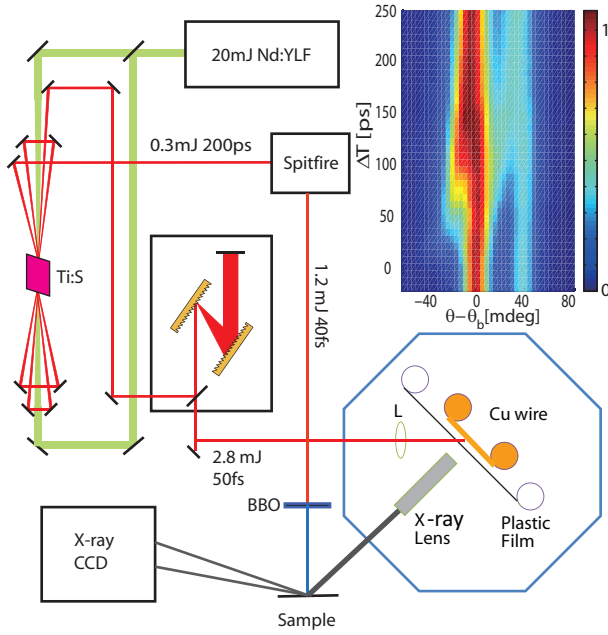 20mJ Nd:YLF
0.3mJ 200ps
Spitfire
Ti:S
1.2 mJ 40fs
2.8 mJ
50fs
BBO
X-ray
CCD
Sample
L
Cu wire
X-ray
Lens
Plastic
Film
ΔT [ps]
250
200
150
100
50
0
−40
0
40
80
θ−θb[mdeg]
1
0